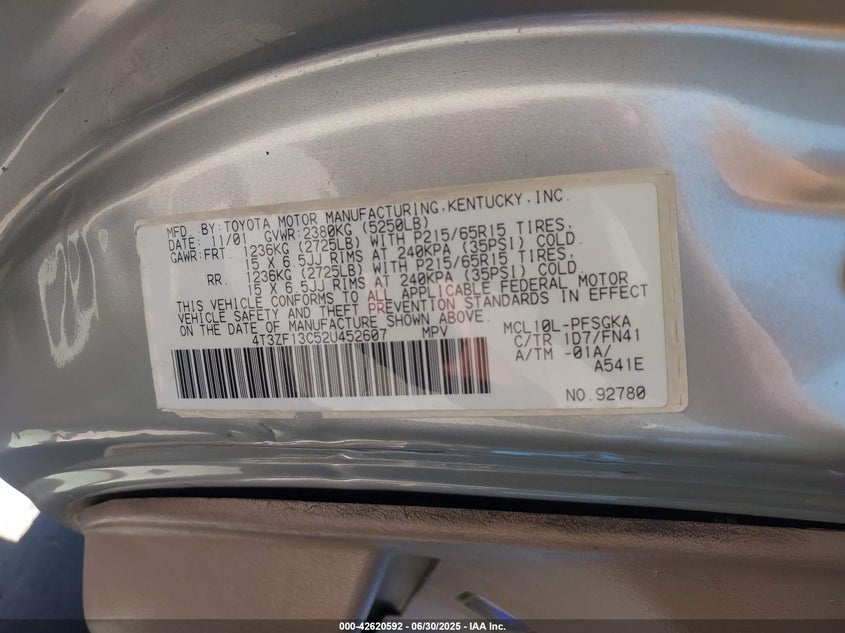 MFD. BY:TOYOTA MOTOR MANUFACTURING,KENTUCKY,INC.
DATE: 11/01 GVWR:2380KG (5250LB)
GAWR:FRT. 1236KG (2725LB) WITH P215/65R15 TIRES.
15 X 6.5JJ RIMS AT 240KPA (35PSI) COLD.
RR. 1236KG (2725LB) WITH P215/65R15 TIRES.
15 X 6.5JJ RIMS AT 240KPA (35PSI) COLD.
THIS VEHICLE CONFORMS TO ALL APPLICABLE FEDERAL MOTOR
VEHICLE SAFETY AND THEFT PREVENTION STANDARDS IN EFFECT
ON THE DATE OF MANUFACTURE SHOWN ABOVE.
4T3ZF13C52U452607 MPV
MCL10L-PFSGKA
C/TR 1D7/FN41
A/TM -01A/
A541E
NO.92780
000-42620592 - 06/30/2025 - IAA Inc.